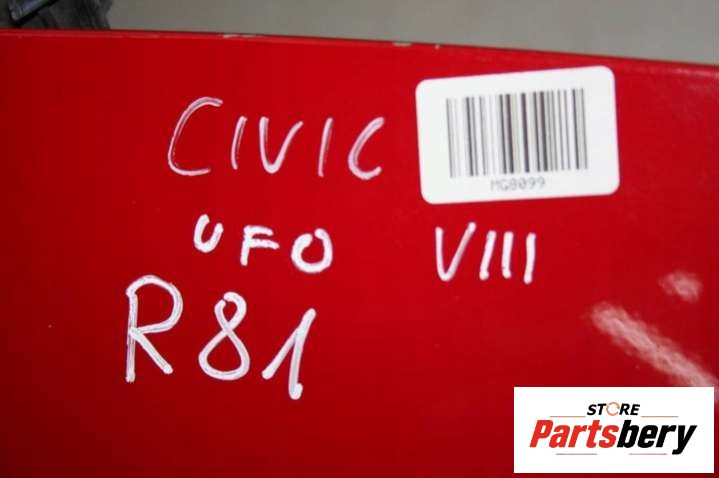 CIVIC
MG8099
UFO VIII
R81
STORE
Partsbery